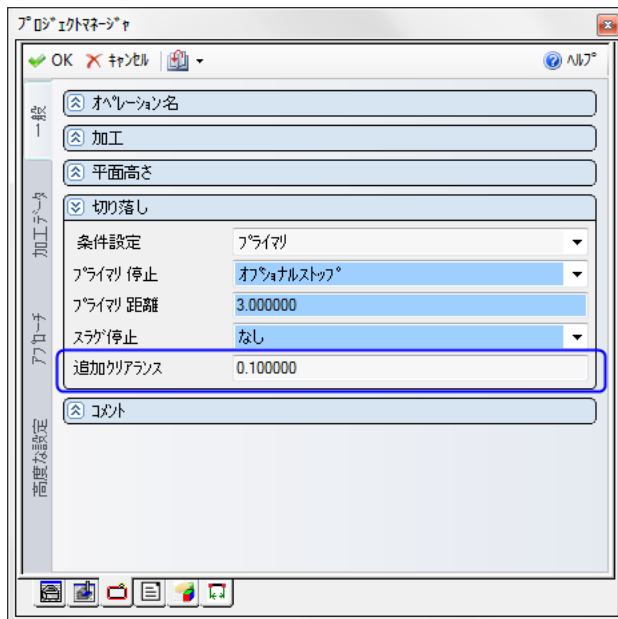 ﾌﾟﾛｼﾞｪｸﾄﾏﾈｰｼﾞｬ
OK ｷｬﾝｾﾙ ﾍﾙﾌﾟ
一般
加工ﾃﾞｰﾀ
ｱﾌﾟﾛｰﾁ
高度な設定
ｵﾍﾟﾚｰｼｮﾝ名
加工
平面高さ
切り落し
条件設定 ﾌﾟﾗｲﾏﾘ
ﾌﾟﾗｲﾏﾘ 停止 ｵﾌﾟｼｮﾅﾙｽﾄｯﾌﾟ
ﾌﾟﾗｲﾏﾘ 距離 3.000000
ｽﾗｸﾞ停止 なし
追加ｸﾘｱﾗﾝｽ 0.100000
ｺﾒﾝﾄ